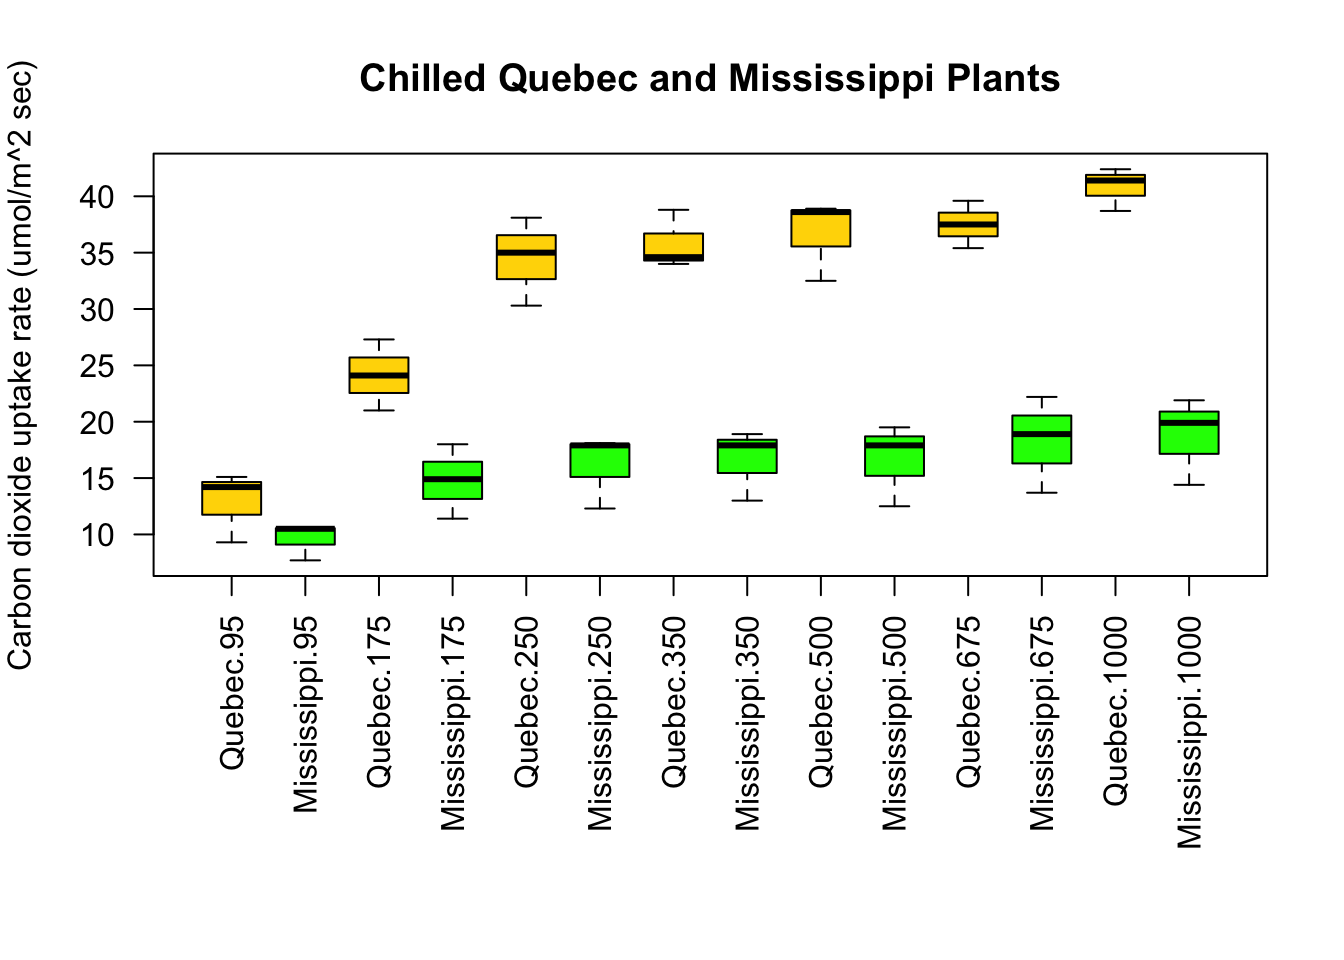 Chilled Quebec and Mississippi Plants
Carbon dioxide uptake rate (umol/m^2 sec)
40
35
30
25
20
15
10
Quebec.95
Mississippi.95
Quebec.175
Mississippi.175
Quebec.250
Mississippi.250
Quebec.350
Mississippi.350
Quebec.500
Mississippi.500
Quebec.675
Mississippi.675
Quebec.1000
Mississippi.1000